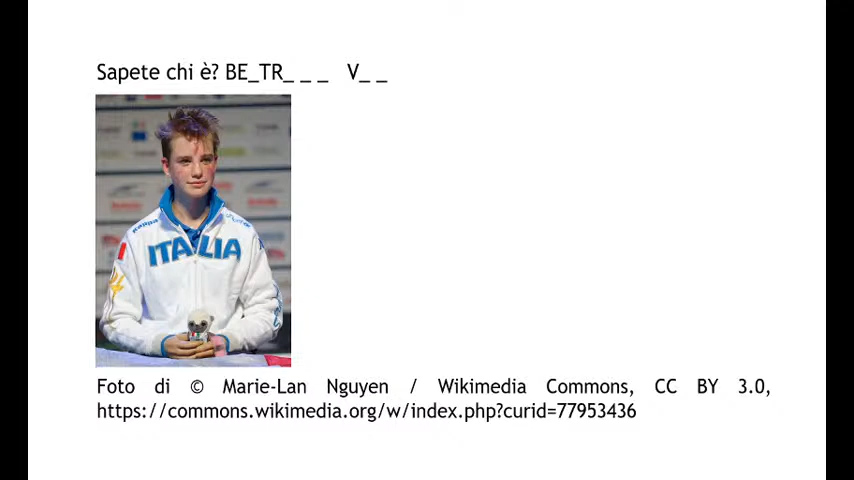 Sapete chi è? BE_TR_ _ _ V_ _
Kappa
ITALIA
Foto di © Marie-Lan Nguyen / Wikimedia Commons, CC BY 3.0,
https://commons.wikimedia.org/w/index.php?curid=77953436